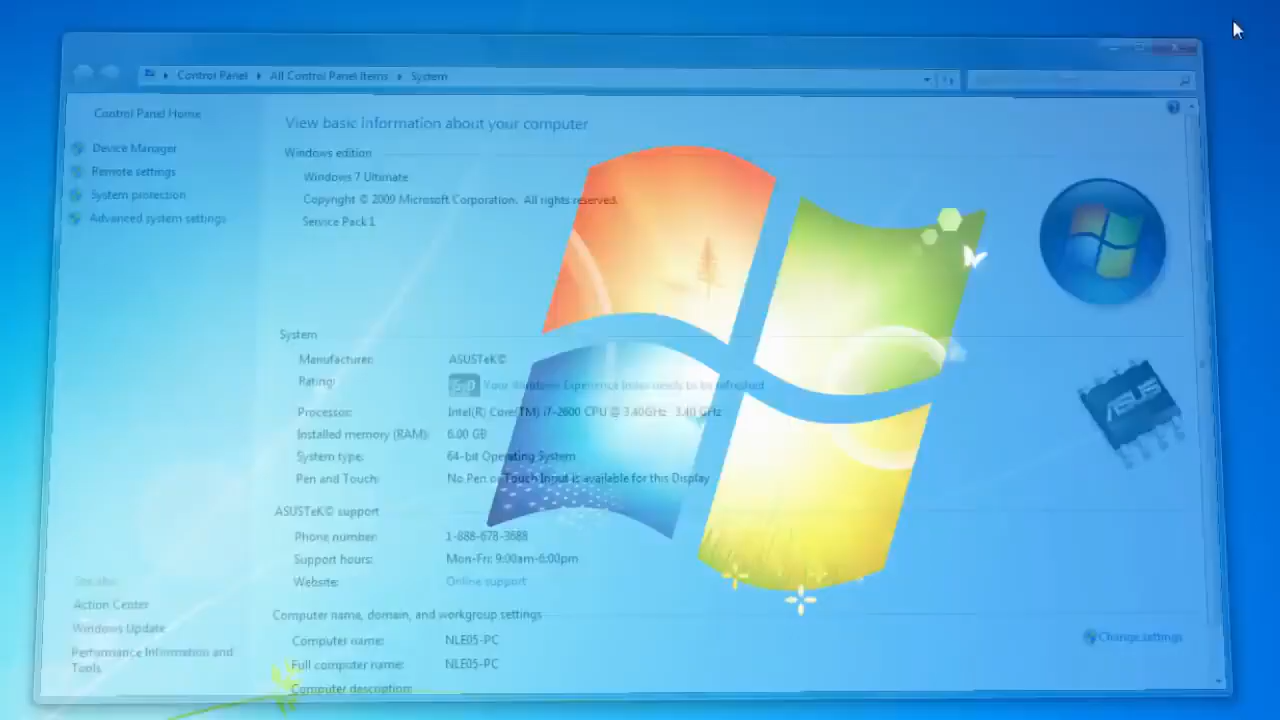 Control Panel All Control Panel Items System
Control Panel Home
Device Manager
Remote settings
System protection
Advanced system settings
View basic information about your computer
Windows edition
Windows 7 Ultimate
Copyright © 2009 Microsoft Corporation. All rights reserved.
Service Pack 1
System
Manufacturer: ASUSTeK©
Rating: 6.0 Your Windows Experience Index needs to be refreshed
Processor: Intel(R) Core(TM) i7-2600 CPU @ 3.40GHz 3.40 GHz
Installed memory (RAM): 6.00 GB
System type: 64-bit Operating System
Pen and Touch: No Pen or Touch Input is available for this Display
ASUS
ASUSTeK© support
Phone number: 1-888-678-3688
Support hours: Mon-Fri: 9:00am-6:00pm
Website: Online support
Computer name, domain, and workgroup settings
Computer name: NLE05-PC
Change settings
Full computer name: NLE05-PC
Computer description:
See also
Action Center
Windows Update
Performance Information and
Tools